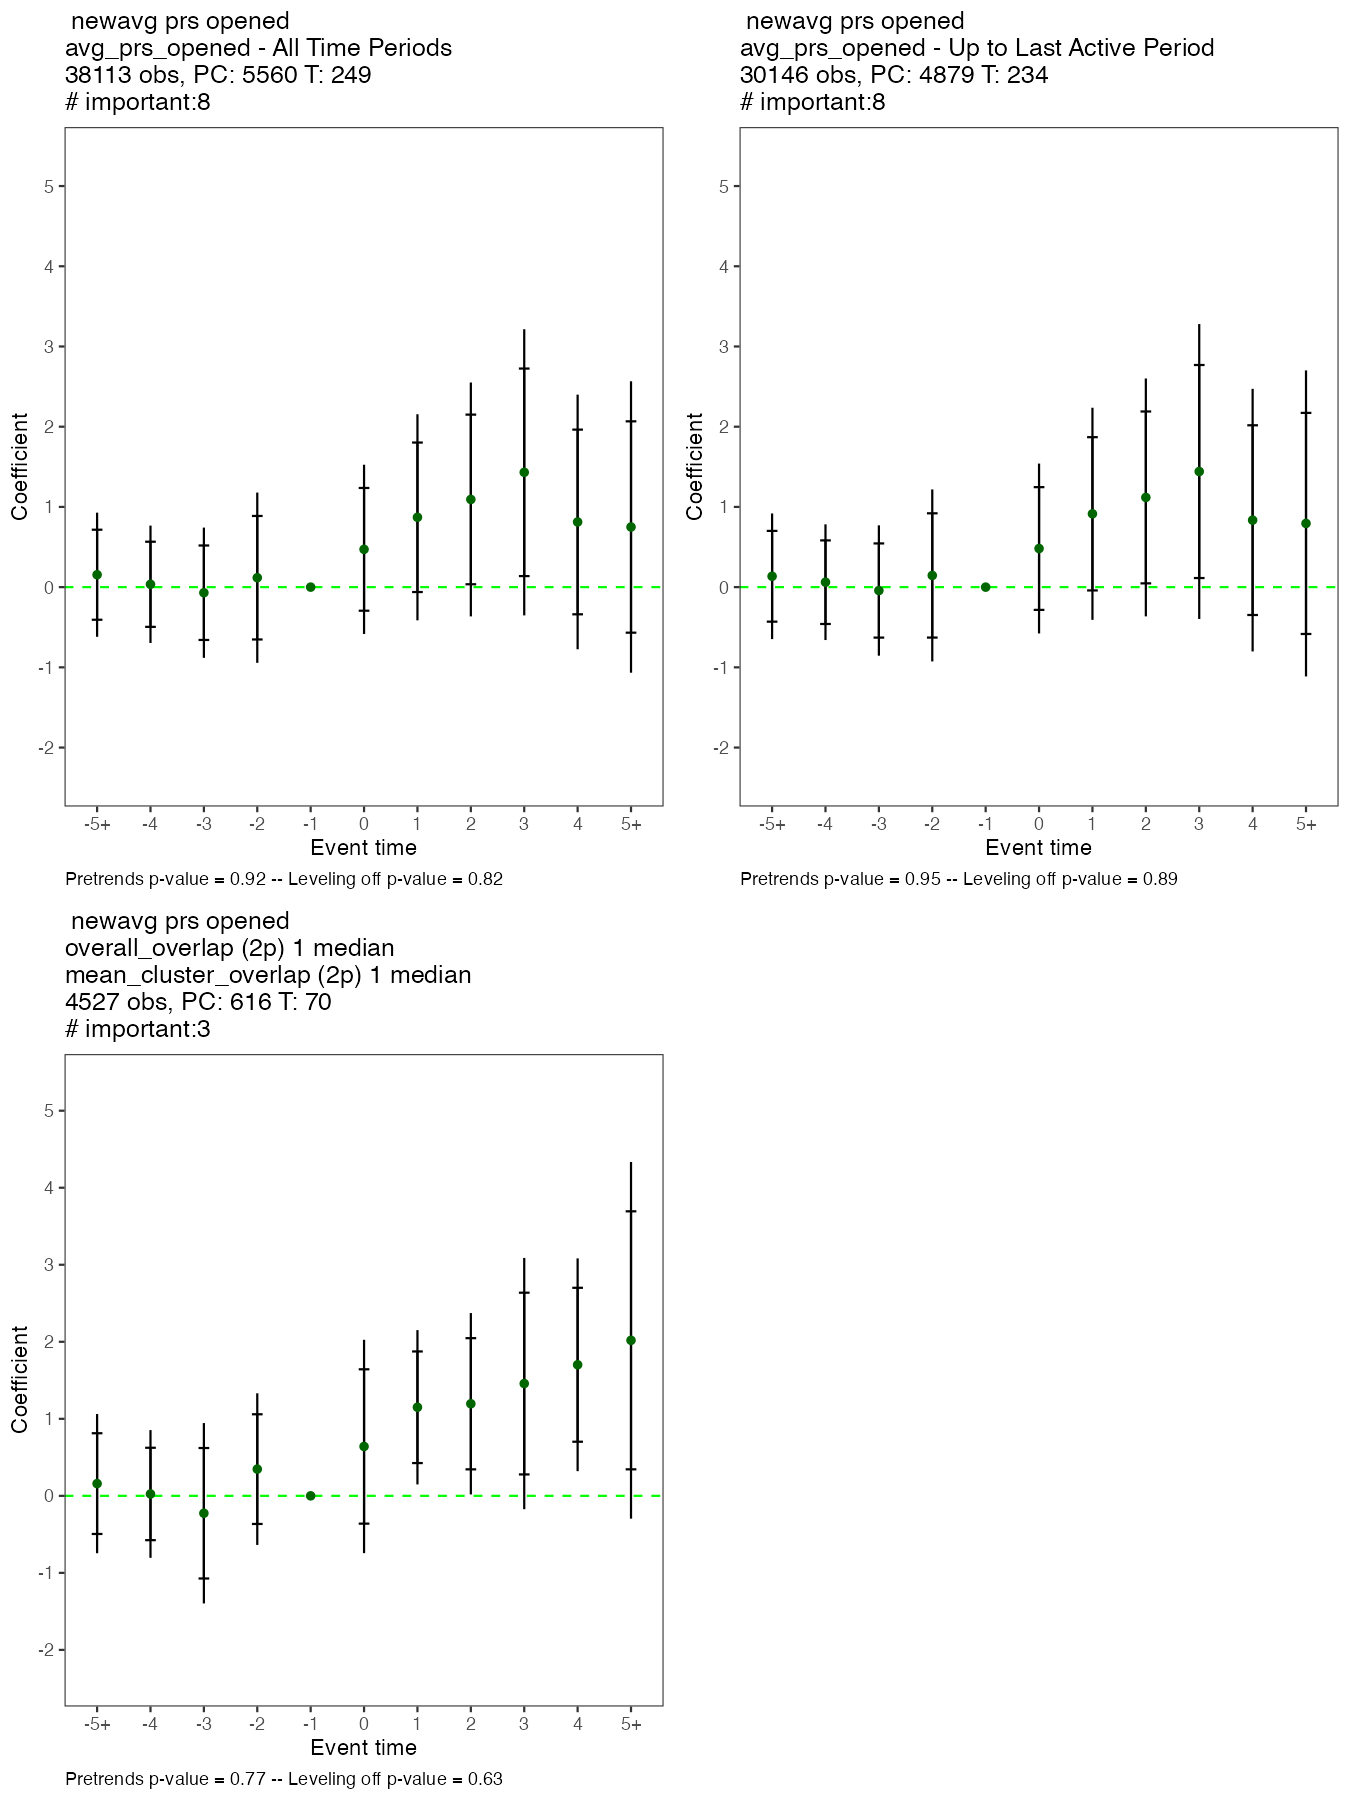 newavg prs opened
avg_prs_opened - All Time Periods
38113 obs, PC: 5560 T: 249
# important:8
5
4
3
2
1
0
-1
-2
Coefficient
-5+ -4 -3 -2 -1 0 1 2 3 4 5+
Event time
Pretrends p-value = 0.92 -- Leveling off p-value = 0.82
newavg prs opened
avg_prs_opened - Up to Last Active Period
30146 obs, PC: 4879 T: 234
# important:8
5
4
3
2
1
0
-1
-2
Coefficient
-5+ -4 -3 -2 -1 0 1 2 3 4 5+
Event time
Pretrends p-value = 0.95 -- Leveling off p-value = 0.89
newavg prs opened
overall_overlap (2p) 1 median
mean_cluster_overlap (2p) 1 median
4527 obs, PC: 616 T: 70
# important:3
5
4
3
2
1
0
-1
-2
Coefficient
-5+ -4 -3 -2 -1 0 1 2 3 4 5+
Event time
Pretrends p-value = 0.77 -- Leveling off p-value = 0.63